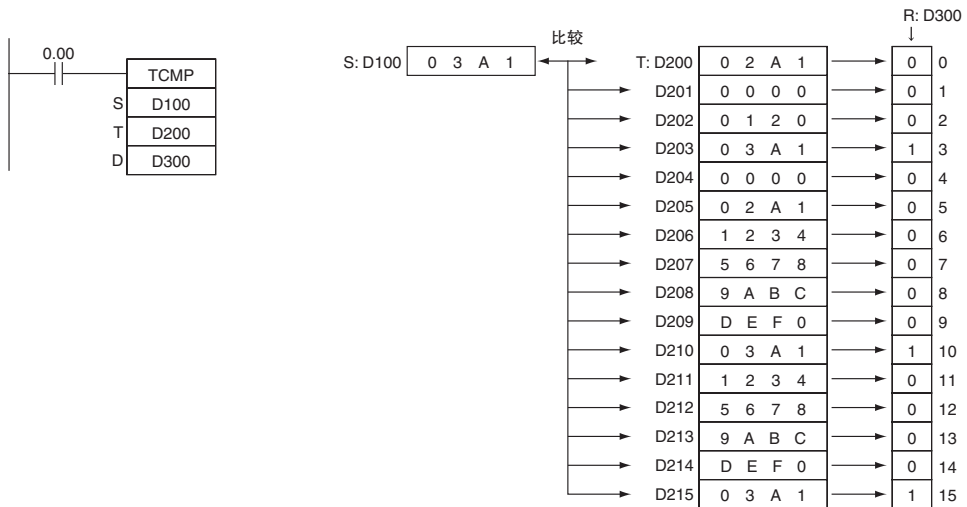 R: D300
↓
0.00
TCMP
S D100
T D200
D D300
比较
S: D100 0 3 A 1
T: D200 0 2 A 1 0 0
D201 0 0 0 0 0 1
D202 0 1 2 0 0 2
D203 0 3 A 1 1 3
D204 0 0 0 0 0 4
D205 0 2 A 1 0 5
D206 1 2 3 4 0 6
D207 5 6 7 8 0 7
D208 9 A B C 0 8
D209 D E F 0 0 9
D210 0 3 A 1 1 10
D211 1 2 3 4 0 11
D212 5 6 7 8 0 12
D213 9 A B C 0 13
D214 D E F 0 0 14
D215 0 3 A 1 1 15